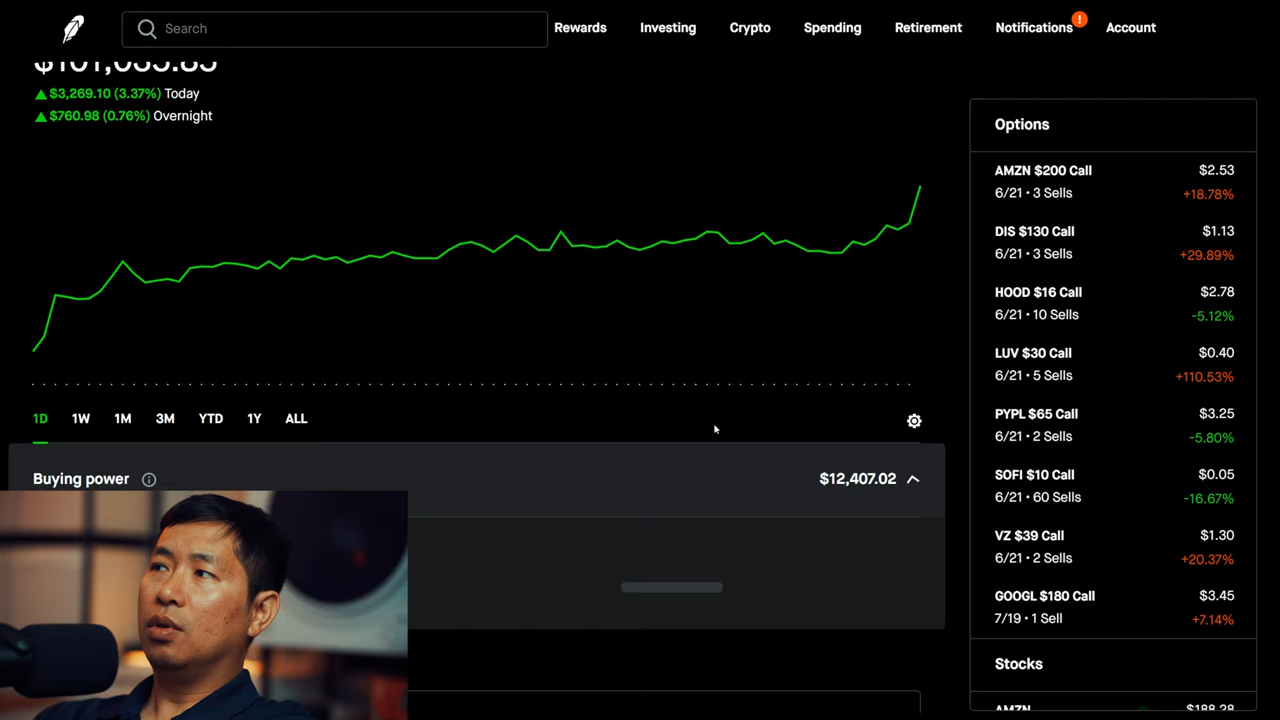 Search
Rewards
Investing
Crypto
Spending
Retirement
Notifications
!
Account
$3,269.10 (3.37%) Today
$760.98 (0.76%) Overnight
1D 1W 1M 3M YTD 1Y ALL
Buying power
$12,407.02
Options
AMZN $200 Call $2.53
6/21 • 3 Sells +18.78%
DIS $130 Call $1.13
6/21 • 3 Sells +29.89%
HOOD $16 Call $2.78
6/21 • 10 Sells -5.12%
LUV $30 Call $0.40
6/21 • 5 Sells +110.53%
PYPL $65 Call $3.25
6/21 • 2 Sells -5.80%
SOFI $10 Call $0.05
6/21 • 60 Sells -16.67%
VZ $39 Call $1.30
6/21 • 2 Sells +20.37%
GOOGL $180 Call $3.45
7/19 • 1 Sell +7.14%
Stocks
AMZN $188.28